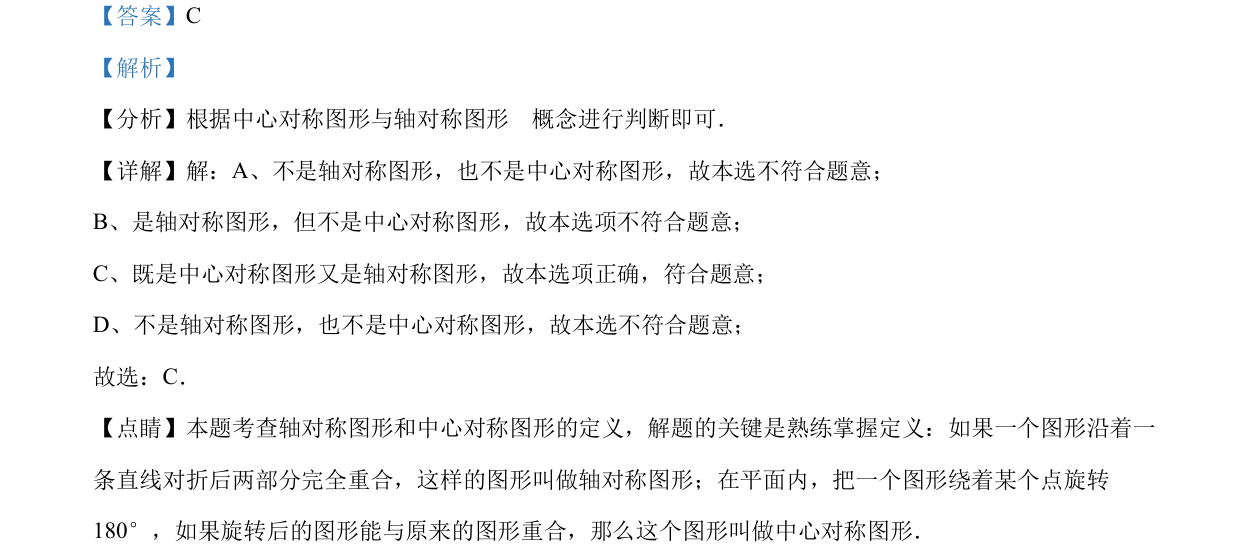 【答案】C
【解析】
【分析】根据中心对称图形与轴对称图形 概念进行判断即可．
【详解】解：A、不是轴对称图形，也不是中心对称图形，故本选不符合题意；
B、是轴对称图形，但不是中心对称图形，故本选项不符合题意；
C、既是中心对称图形又是轴对称图形，故本选项正确，符合题意；
D、不是轴对称图形，也不是中心对称图形，故本选不符合题意；
故选：C．
【点睛】本题考查轴对称图形和中心对称图形的定义，解题的关键是熟练掌握定义：如果一个图形沿着一
条直线对折后两部分完全重合，这样的图形叫做轴对称图形；在平面内，把一个图形绕着某个点旋转
180°，如果旋转后的图形能与原来的图形重合，那么这个图形叫做中心对称图形．